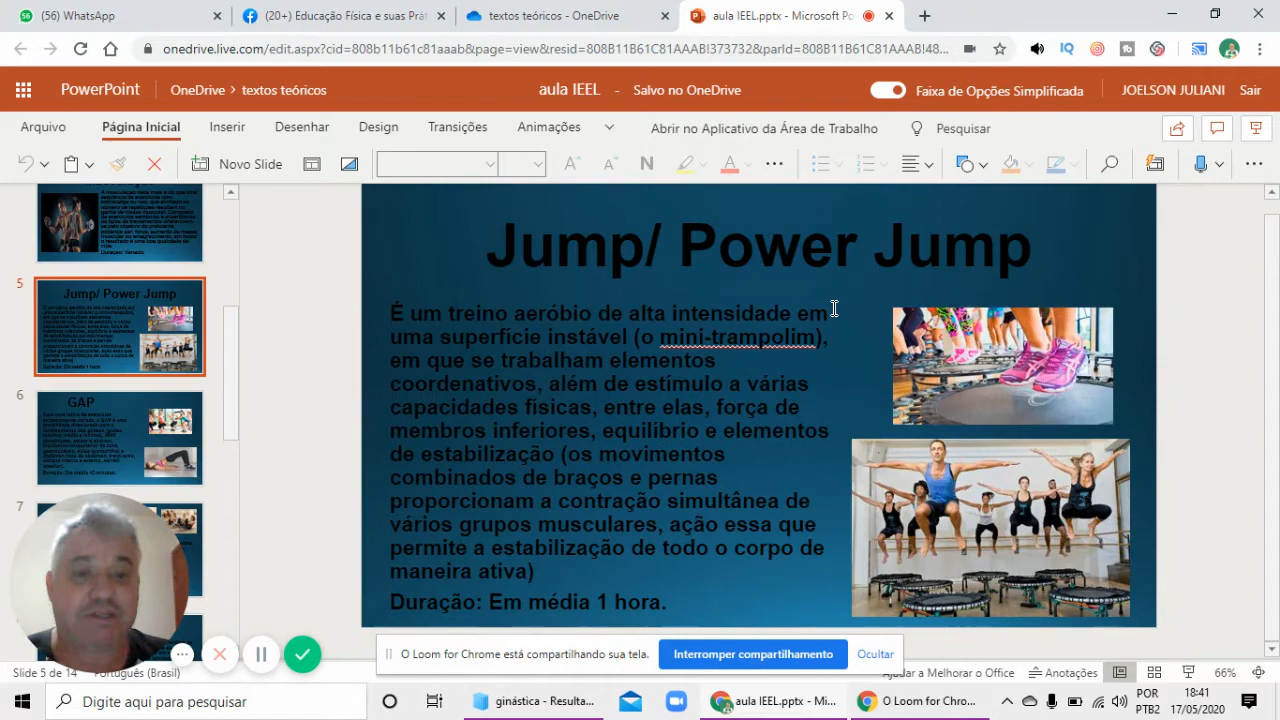 (56) WhatsApp
(20+) Educação Física e suas Prát
textos teóricos - OneDrive
aula IEEL.pptx - Microsoft Po
onedrive.live.com/edit.aspx?cid=808b11b61c81aaab&page=view&resid=808B11B61C81AAAB!373732&parId=808B11B61C81AAAB!48...
PowerPoint
OneDrive > textos teóricos
aula IEEL - Salvo no OneDrive
Faixa de Opções Simplificada
JOELSON JULIANI
Sair
Arquivo
Página Inicial
Inserir
Desenhar
Design
Transições
Animações
Abrir no Aplicativo da Área de Trabalho
Pesquisar
Novo Slide
N
A
5
Jump/ Power Jump
6
GAP
7
Jump/ Power Jump
É um treino aeróbio de alta intensidade em
uma superfície instável (o mini-trampolim),
em que se trabalham elementos
coordenativos, além de estímulo a várias
capacidades físicas, entre elas, força de
membros inferiores, equilíbrio e elementos
de estabilização (os movimentos
combinados de braços e pernas
proporcionam a contração simultânea de
vários grupos musculares, ação essa que
permite a estabilização de todo o corpo de
maneira ativa)
Duração: Em média 1 hora.
O Loom for Chrome está compartilhando sua tela.
Interromper compartilhamento
Ocultar
Slide 5 de 14
Português (Brasil)
Ajudar a Melhorar o Office
Anotações
66%
Digite aqui para pesquisar
ginástica - Resulta...
aula IEEL.pptx - Mi...
O Loom for Chro...
POR
PTB2
18:41
17/05/2020